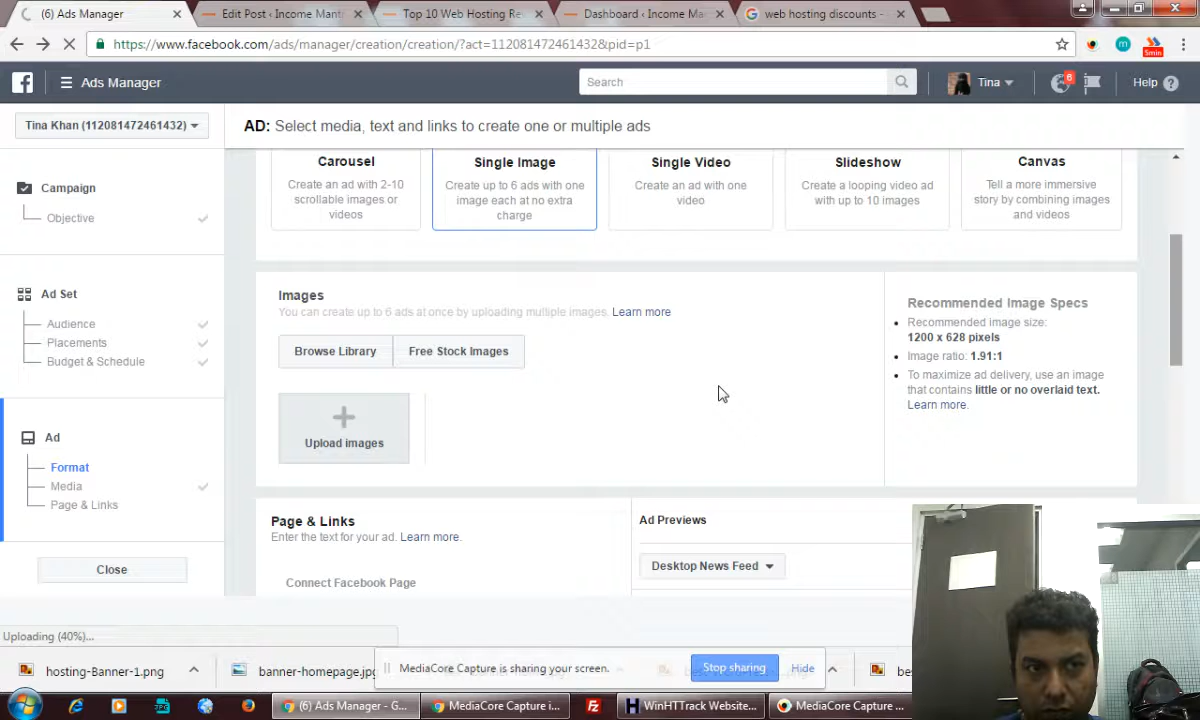 (6) Ads Manager
Edit Post ‹ Income Mant
Top 10 Web Hosting Re
Dashboard ‹ Income Ma
web hosting discounts -
https://www.facebook.com/ads/manager/creation/creation/?act=1120814724614328&pid=p1
5min
Ads Manager
Search
Tina
6
Help
Tina Khan (112081472461432)
AD: Select media, text and links to create one or multiple ads
Campaign
Objective
Ad Set
Audience
Placements
Budget & Schedule
Ad
Format
Media
Page & Links
Close
Carousel
Create an ad with 2-10
scrollable images or
videos
Single Image
Create up to 6 ads with one
image each at no extra
charge
Single Video
Create an ad with one
video
Slideshow
Create a looping video ad
with up to 10 images
Canvas
Tell a more immersive
story by combining images
and videos
Images
You can create up to 6 ads at once by uploading multiple images. Learn more
Browse Library
Free Stock Images
Upload images
Recommended Image Specs
Recommended image size:
1200 x 628 pixels
Image ratio: 1.91:1
To maximize ad delivery, use an image
that contains little or no overlaid text.
Learn more.
Page & Links
Enter the text for your ad. Learn more.
Connect Facebook Page
Ad Previews
Desktop News Feed
Uploading (40%)...
hosting-Banner-1.png
banner-homepage.jpg
MediaCore Capture is sharing your screen.
Stop sharing
Hide
be
(6) Ads Manager - G...
MediaCore Capture i...
WinHTTrack Website...
MediaCore Capture ...